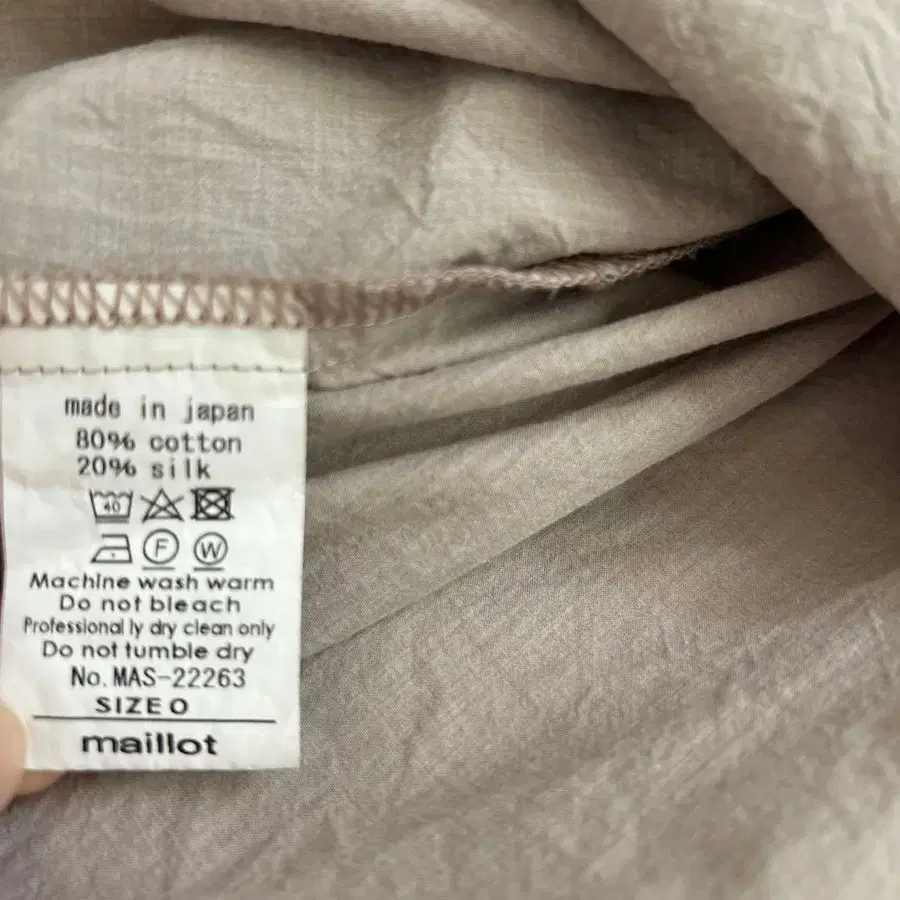 made in japan
80% cotton
20% silk
40
F W
Machine wash warm
Do not bleach
Professional ly dry clean only
Do not tumble dry
No. MAS-22263
SIZE 0
maillot